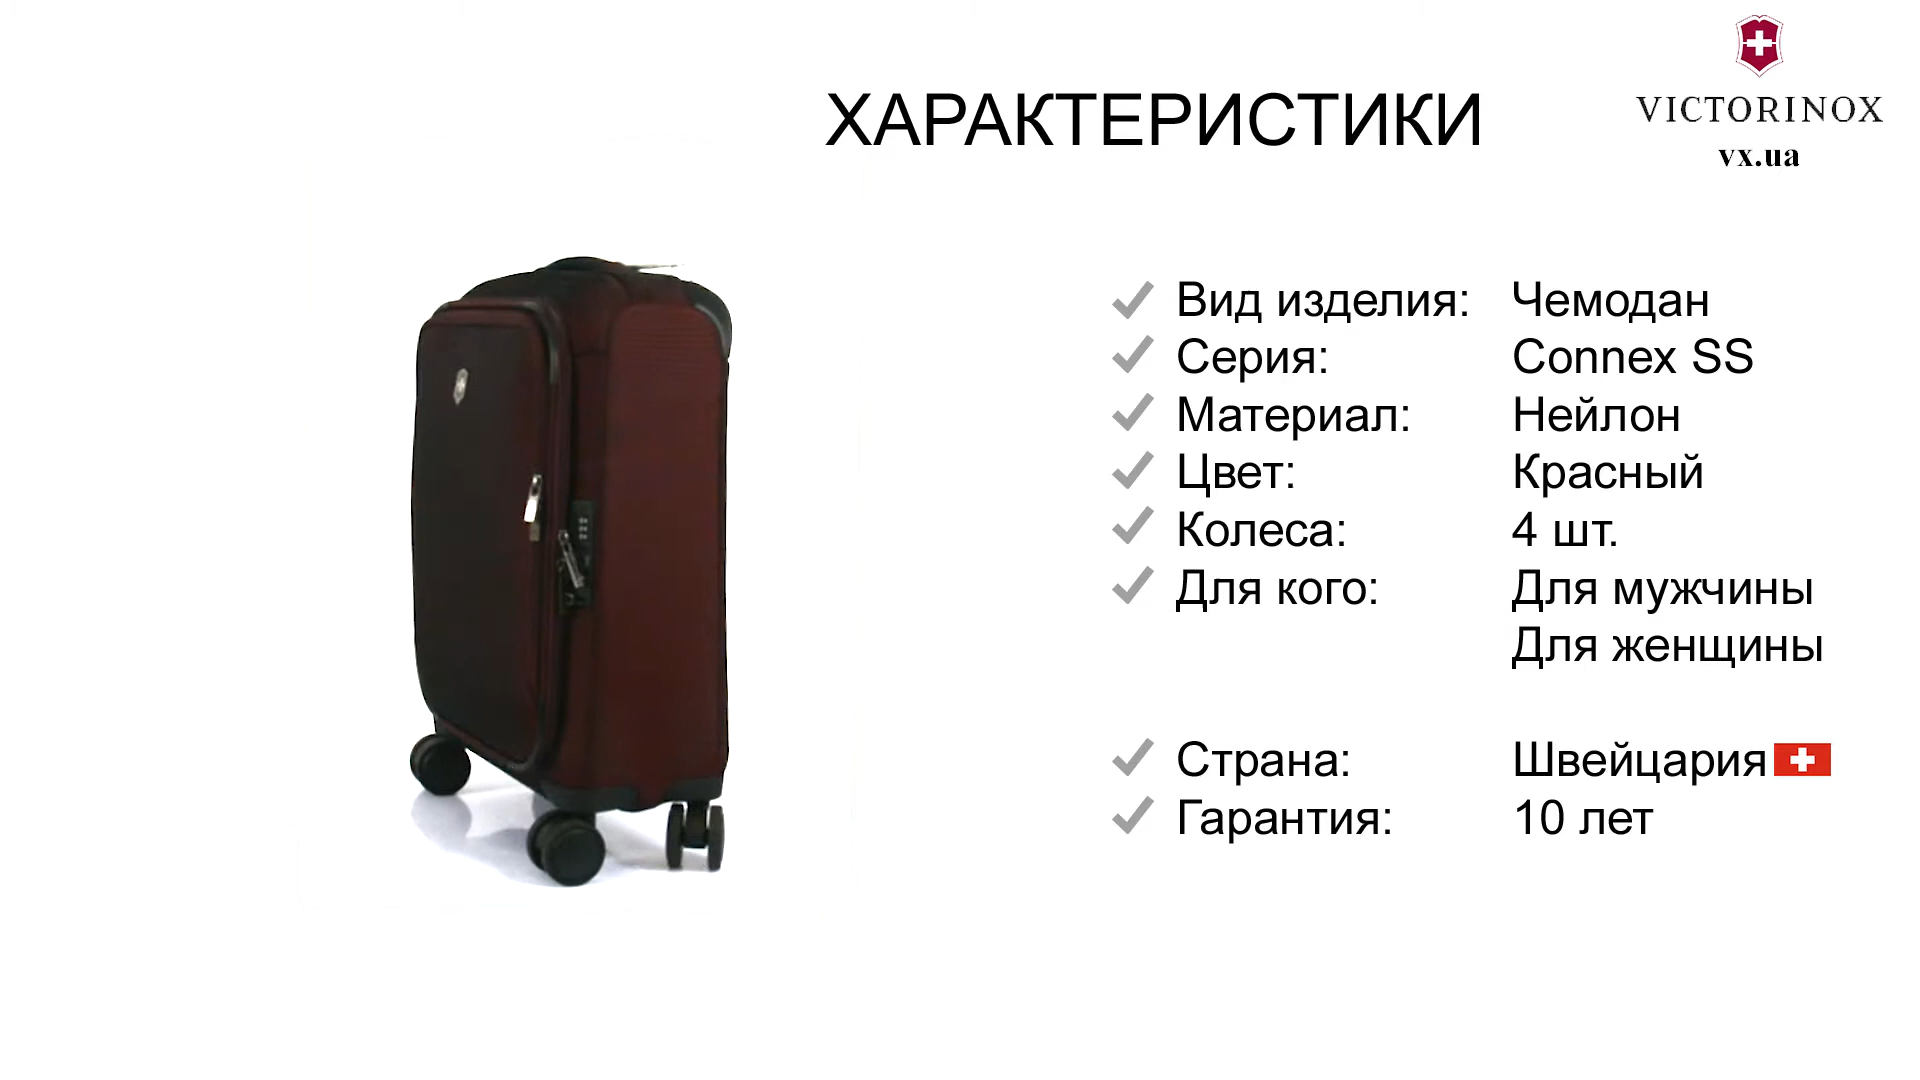 ХАРАКТЕРИСТИКИ
VICTORINOX
vx.ua
Вид изделия: Чемодан
Серия: Connex SS
Материал: Нейлон
Цвет: Красный
Колеса: 4 шт.
Для кого: Для мужчины
Для женщины
Страна: Швейцария
Гарантия: 10 лет